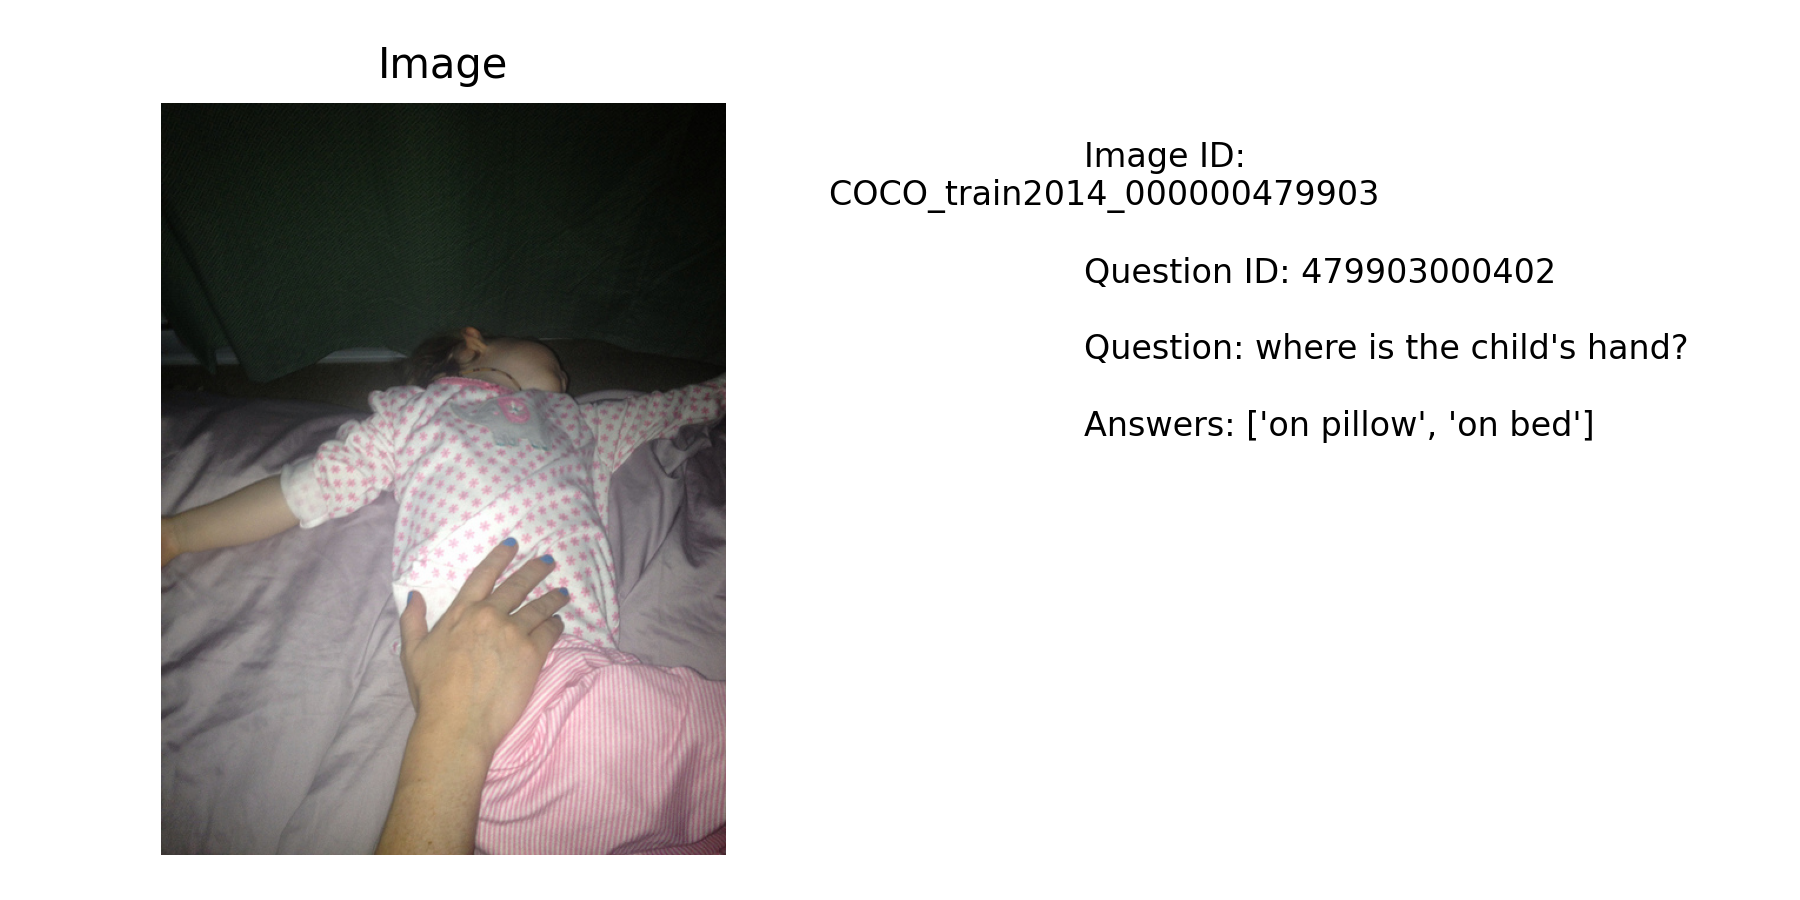 Image
Image ID:
COCO_train2014_000000479903
Question ID: 479903000402
Question: where is the child's hand?
Answers: ['on pillow', 'on bed']